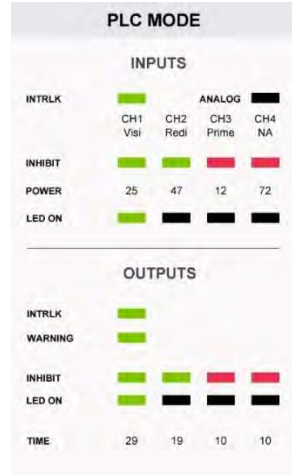 PLC MODE
INPUTS
INTRLK ANALOG
CH1 CH2 CH3 CH4
Visi Redi Prime NA
INHIBIT
POWER 25 47 12 72
LED ON
OUTPUTS
INTRLK
WARNING
INHIBIT
LED ON
TIME 29 19 10 10